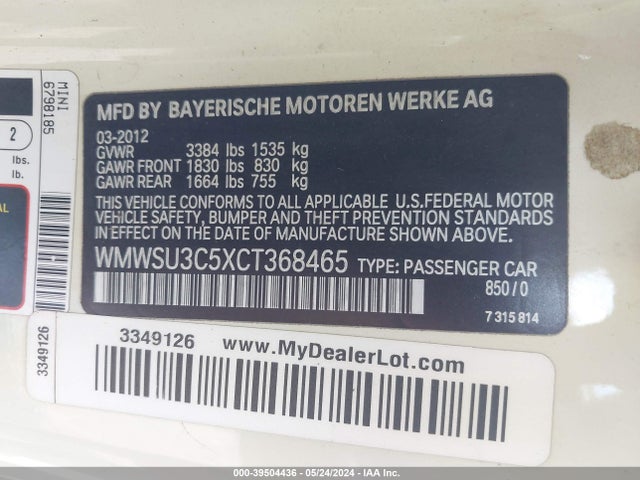 MINI
6798185
2
lbs.
lb.
AL
MFD BY BAYERISCHE MOTOREN WERKE AG
03-2012
GVWR 3384 lbs 1535 kg
GAWR FRONT 1830 lbs 830 kg
GAWR REAR 1664 lbs 755 kg
THIS VEHICLE CONFORMS TO ALL APPLICABLE U.S.FEDERAL MOTOR
VEHICLE SAFETY, BUMPER AND THEFT PREVENTION STANDARDS
IN EFFECT ON THE DATE OF MANUFACTURE SHOWN ABOVE.
WMWSU3C5XCT368465 TYPE: PASSENGER CAR
850/0
7 315 814
3349126
3349126 www.MyDealerLot.com
000-39504436 - 05/24/2024 - IAA Inc.